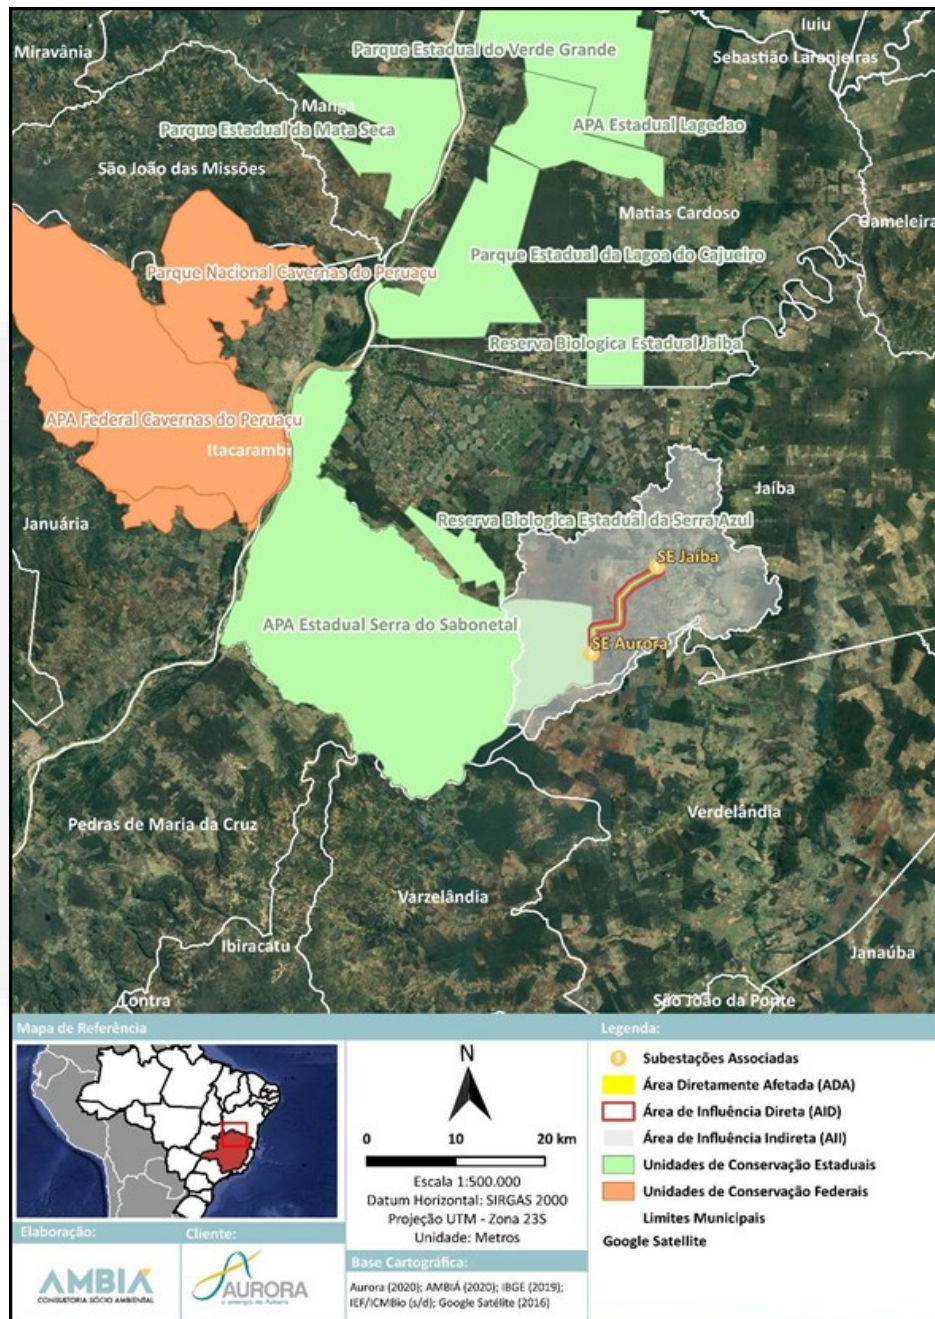 Iuiu
Miravânia
Parque Estadual do Verde Grande
Sebastião Laranjeiras
Manga
Parque Estadual da Mata Seca
APA Estadual Lagedao
São João das Missões
Matias Cardoso
Gameleira
Parque Estadual da Lagoa do Cajueiro
Parque Nacional Cavernas do Peruaçu
Reserva Biologica Estadual Jaiba
APA Federal Cavernas do Peruaçu
Itacarambi
Jaíba
Januária
Reserva Biologica Estadual da Serra Azul
SE Jaíba
APA Estadual Serra do Sabonetal
SE Aurora
Verdelândia
Pedras de Maria da Cruz
Varzelândia
Ibiracatu
Janaúba
Lontra
São João da Ponte
Mapa de Referência
N
0 10 20 km
Escala 1:500.000
Datum Horizontal: SIRGAS 2000
Projeção UTM - Zona 23S
Unidade: Metros
Legenda:
Subestações Associadas
Área Diretamente Afetada (ADA)
Área de Influência Direta (AID)
Área de Influência Indireta (AII)
Unidades de Conservação Estaduais
Unidades de Conservação Federais
Limites Municipais
Google Satellite
Elaboração:
AMBIÁ
CONSULTORIA SÓCIO AMBIENTAL
Cliente:
AURORA
a energia do futuro
Base Cartográfica:
Aurora (2020); AMBIÁ (2020); IBGE (2019);
IEF/ICMBio (s/d); Google Satélite (2016)